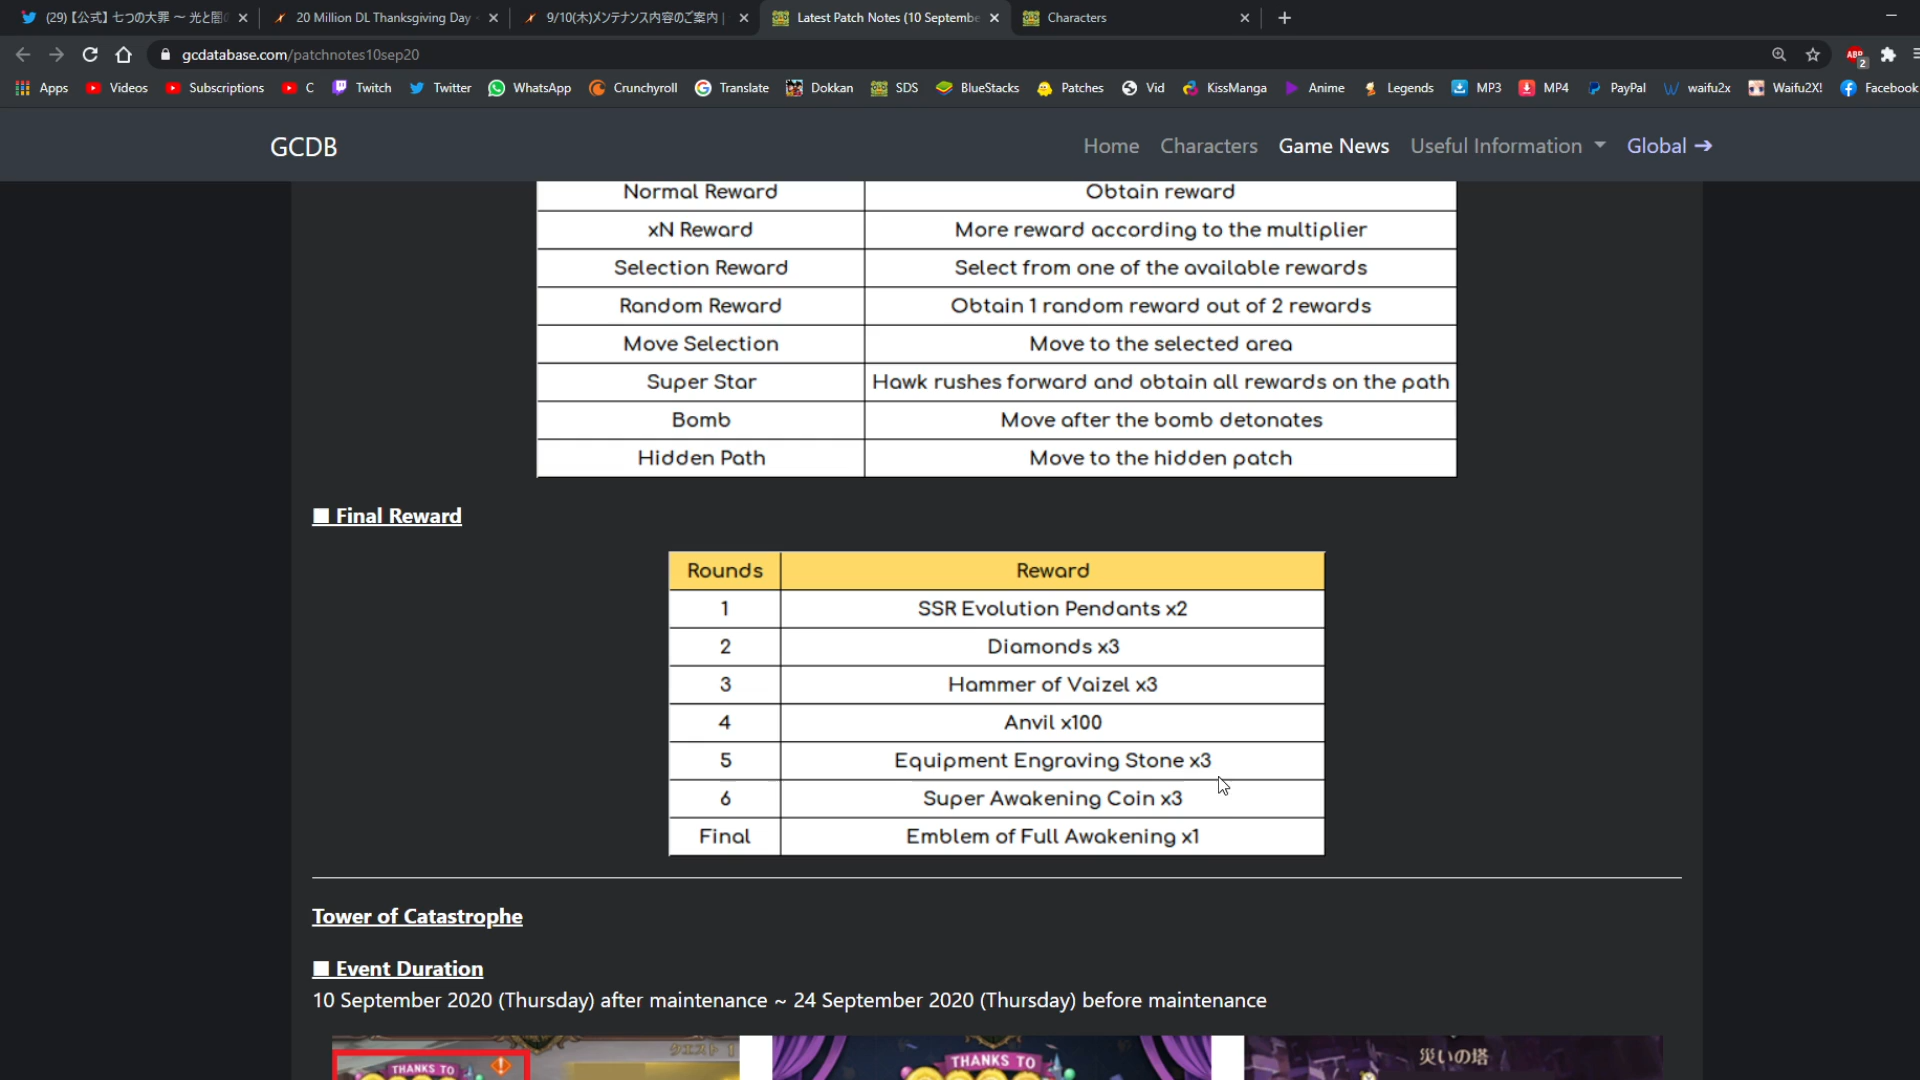 (29)【公式】七つの大罪 ～ 光と闇の
20 Million DL Thanksgiving Day
9/10(木)メンテナンス内容のご案内 |
Latest Patch Notes (10 Septembe
Characters
gcdatabase.com/patchnotes10sep20
ABP
2
Apps Videos Subscriptions C Twitch Twitter WhatsApp Crunchyroll Translate Dokkan SDS BlueStacks Patches Vid KissManga Anime Legends MP3 MP4 PayPal waifu2x Waifu2X! Facebook
GCDB
Home Characters Game News Useful Information Global →
Normal Reward Obtain reward
xN Reward More reward according to the multiplier
Selection Reward Select from one of the available rewards
Random Reward Obtain 1 random reward out of 2 rewards
Move Selection Move to the selected area
Super Star Hawk rushes forward and obtain all rewards on the path
Bomb Move after the bomb detonates
Hidden Path Move to the hidden patch
■ Final Reward
Rounds Reward
1 SSR Evolution Pendants x2
2 Diamonds x3
3 Hammer of Vaizel x3
4 Anvil x100
5 Equipment Engraving Stone x3
6 Super Awakening Coin x3
Final Emblem of Full Awakening x1
Tower of Catastrophe
■ Event Duration
10 September 2020 (Thursday) after maintenance ~ 24 September 2020 (Thursday) before maintenance
クエスト
THANKS TO
THANKS TO
災いの塔